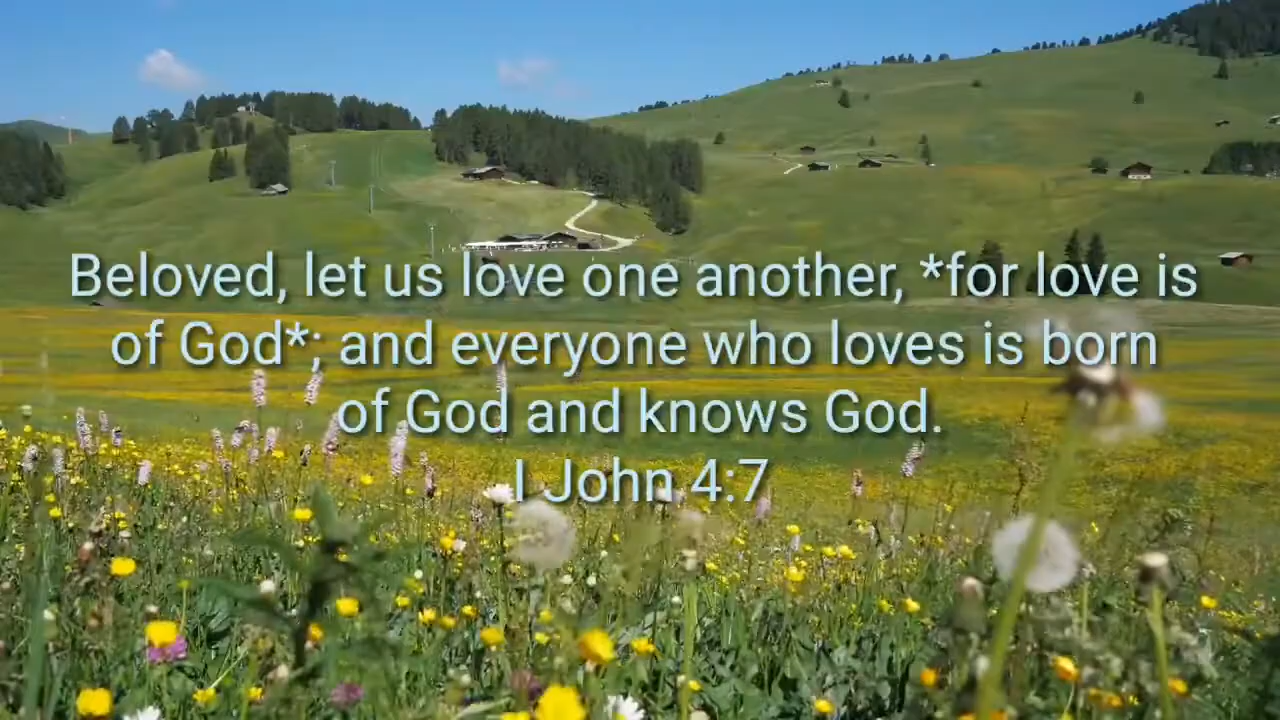 Beloved, let us love one another, *for love is
of God*; and everyone who loves is born
of God and knows God.
I John 4:7